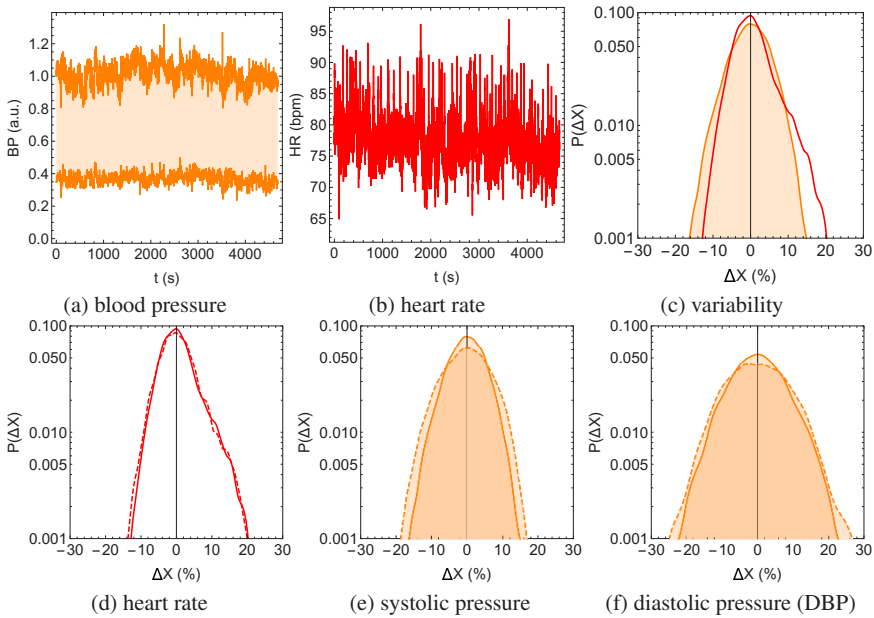 1.2
1.0
0.8
0.6
0.4
0.2
0.0
BP (a.u.)
0 1000 2000 3000 4000
t (s)
(a) blood pressure
95
90
85
80
75
70
65
HR (bpm)
0 1000 2000 3000 4000
t (s)
(b) heart rate
0.100
0.050
0.010
0.005
0.001
P(ΔX)
−30 −20 −10 0 10 20 30
ΔX (%)
(c) variability
0.100
0.050
0.010
0.005
0.001
P(ΔX)
−30 −20 −10 0 10 20 30
ΔX (%)
(d) heart rate
0.100
0.050
0.010
0.005
0.001
P(ΔX)
−30 −20 −10 0 10 20 30
ΔX (%)
(e) systolic pressure
0.100
0.050
0.010
0.005
0.001
P(ΔX)
−30 −20 −10 0 10 20 30
ΔX (%)
(f) diastolic pressure (DBP)